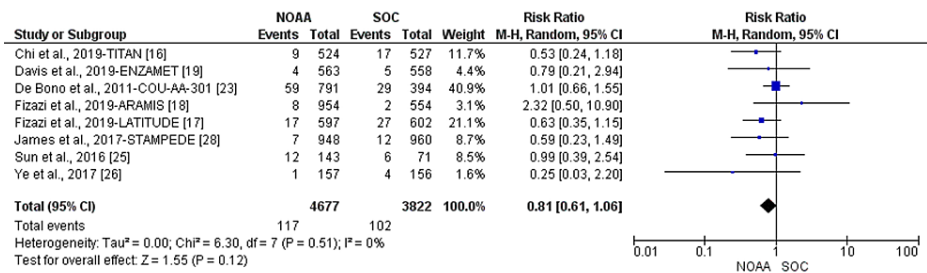 NOAA SOC Risk Ratio Risk Ratio
Study or Subgroup Events Total Events Total Weight M-H, Random, 95% CI M-H, Random, 95% CI
Chi et al., 2019-TITAN [16] 9 524 17 527 11.7% 0.53 [0.24, 1.18]
Davis et al., 2019-ENZAMET [19] 4 563 5 558 4.4% 0.79 [0.21, 2.94]
De Bono et al., 2011-COU-AA-301 [23] 59 791 29 394 40.9% 1.01 [0.66, 1.55]
Fizazi et al., 2019-ARAMIS [18] 8 954 2 554 3.2% 2.32 [0.50, 10.90]
Fizazi et al., 2019-LATITUDE [17] 17 597 27 602 21.1% 0.63 [0.35, 1.15]
James et al., 2017-STAMPEDE [28] 7 948 12 960 8.7% 0.59 [0.23, 1.49]
Sun et al., 2016 [25] 12 143 6 71 8.5% 0.99 [0.39, 2.54]
Ye et al., 2017 [26] 1 157 4 156 1.6% 0.25 [0.03, 2.20]
Total (95% CI) 4677 3822 100.0% 0.81 [0.61, 1.06]
Total events 117 102
Heterogeneity: Tau² = 0.00; Chi² = 6.30, df = 7 (P = 0.51); I² = 0%
Test for overall effect: Z = 1.55 (P = 0.12)
0.01 0.1 1 10 100
NOAA SOC